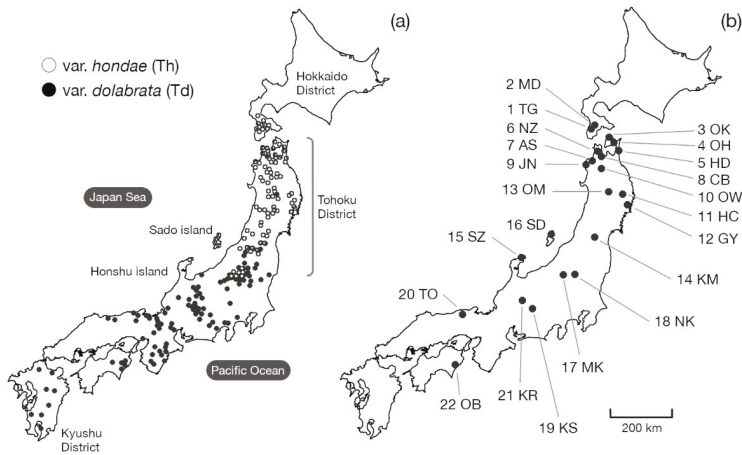 (a)
var. hondae (Th)
var. dolabrata (Td)
Hokkaido
District
Tohoku
District
Japan Sea
Sado island
Honshu island
Pacific Ocean
Kyushu
District
(b)
2 MD
1 TG
6 NZ
7 AS
9 JN
13 OM
16 SD
15 SZ
20 TO
22 OB
21 KR
19 KS
17 MK
18 NK
14 KM
12 GY
11 HC
10 OW
8 CB
5 HD
4 OH
3 OK
200 km